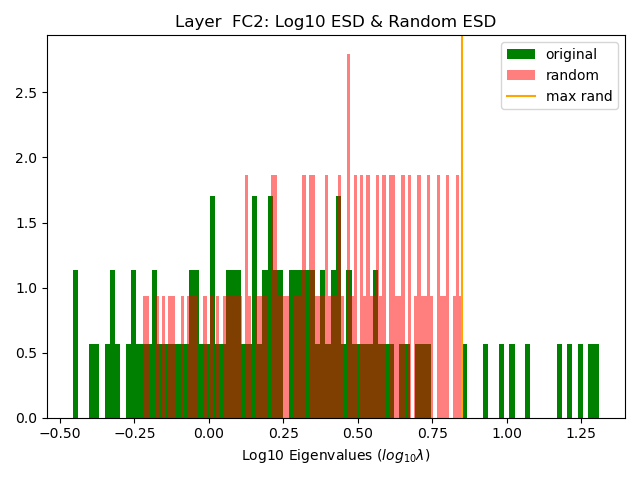 Layer  FC2: Log10 ESD & Random ESD
original
random
max rand
2.5
2.0
1.5
1.0
0.5
0.0
−0.50 −0.25 0.00 0.25 0.50 0.75 1.00 1.25
Log10 Eigenvalues (log₁₀λ)